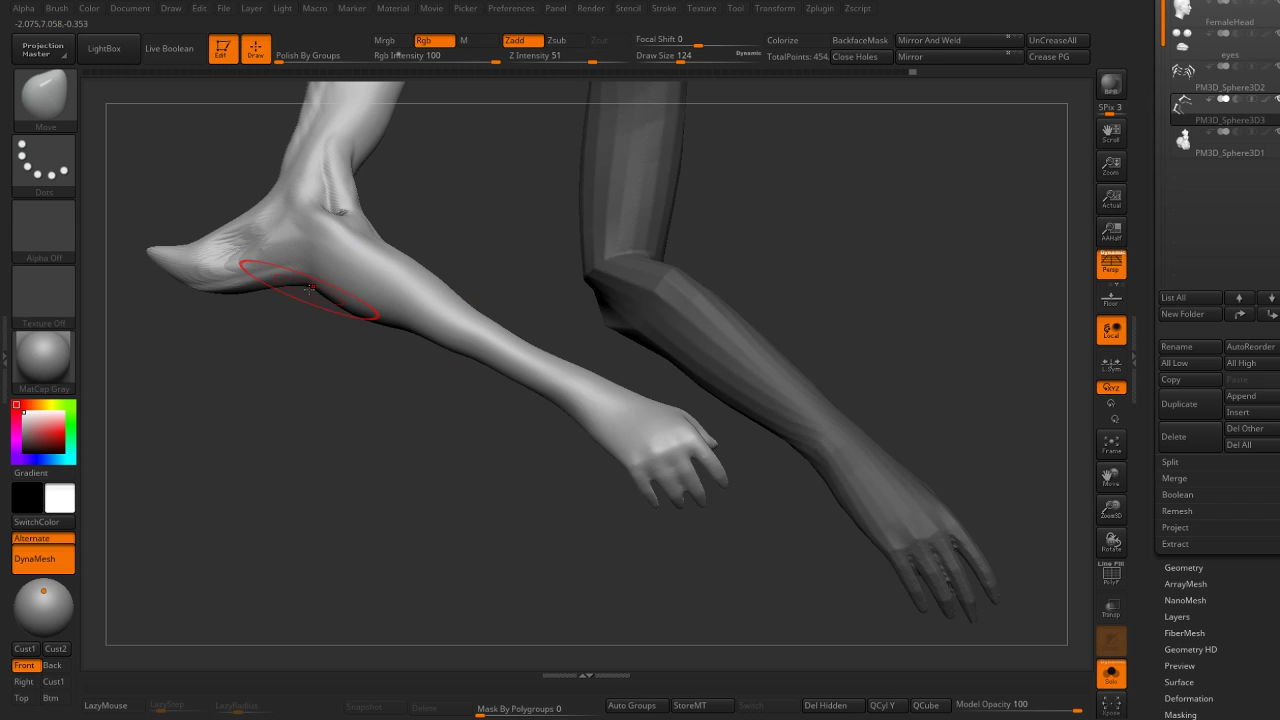 Alpha Brush Color Document Draw Edit File Layer Light Macro Marker Material Movie Picker Preferences Panel Render Stencil Stroke Texture Tool Transform Zplugin Zscript
-2.075,7.058,-0.353
Projection
Master
LightBox
Live Boolean
Edit
Draw
Polish By Groups
Mrgb
Rgb
M
Rgb Intensity 100
Zadd
Zsub
Zcut
Z Intensity 51
Focal Shift 0
Draw Size 124
Dynamic
Colorize
TotalPoints: 454,
BackfaceMask
Close Holes
Mirror And Weld
Mirror
UnCreaseAll
Crease PG
Move
Dots
Alpha Off
Texture Off
MatCap Gray
Gradient
SwitchColor
Alternate
DynaMesh
Cust1 Cust2
Front Back
Right Cust1
Top Btm
BPR
SPix 3
Scroll
Zoom
Actual
AAHalf
Dynamic
Persp
Floor
Local
L.Sym
XYZ
Frame
Move
Zoom3D
Rotate
Line Fill
PolyF
Transp
Dynamic
Solo
Xpose
FemaleHead
eyes
PM3D_Sphere3D2
PM3D_Sphere3D3
PM3D_Sphere3D1
List All
New Folder
Rename AutoReorder
All Low All High
Copy Paste
Duplicate
Append
Insert
Delete
Del Other
Del All
Split
Merge
Boolean
Remesh
Project
Extract
Geometry
ArrayMesh
NanoMesh
Layers
FiberMesh
Geometry HD
Preview
Surface
Deformation
Masking
LazyMouse
LazyStep
LazyRadius
Snapshot
Delete
Mask By Polygroups 0
Auto Groups
StoreMT
Switch
Del Hidden
QCyl Y
QCube
Model Opacity 100